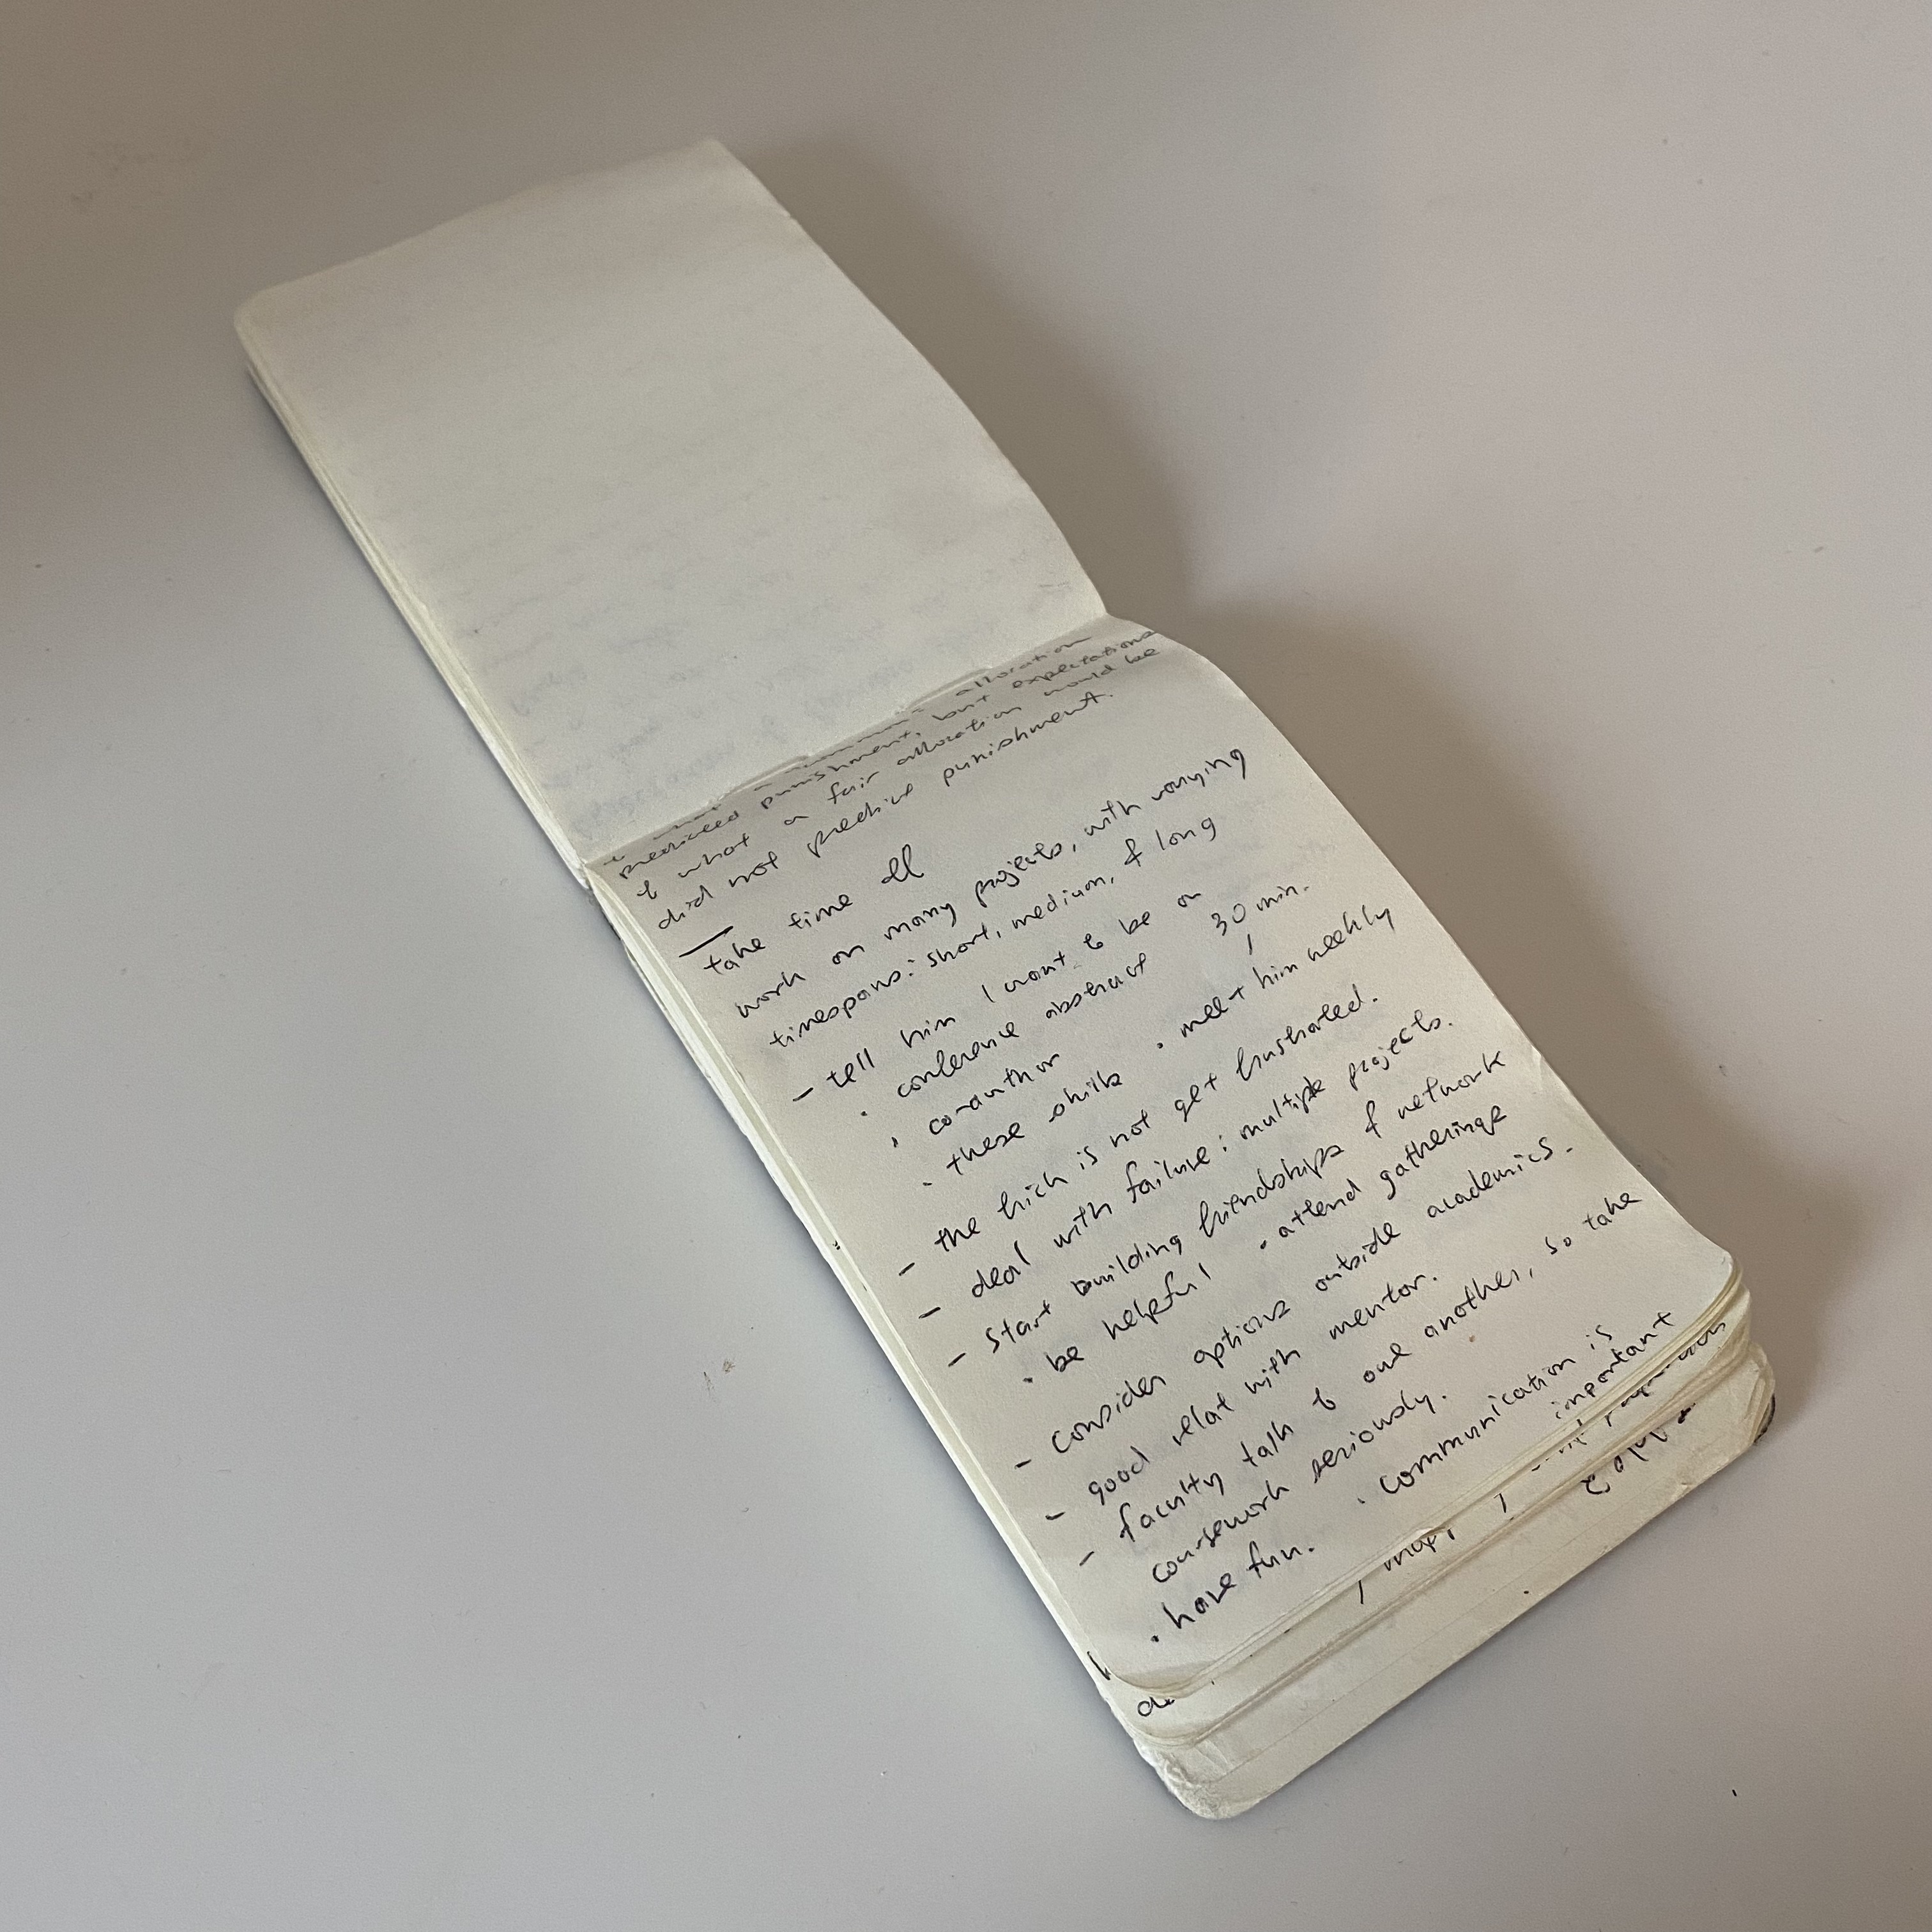 allocation
predicted punishment, but expectations
of what a fair allocation would be
did not predict punishment.
take time off
work on many projects, with varying
timespans: short, medium, & long
- tell him I want to be on
· conference abstract 30 min.
· co-author · meet him weekly
· these skills
- the trick is not get frustrated.
- deal with failure: multiple projects.
- start building friendships & network
· be helpful · attend gatherings
- consider options outside academics.
- good relat with mentor.
- faculty talk to one another, so take
coursework seriously.
· have fun. · communication is
important